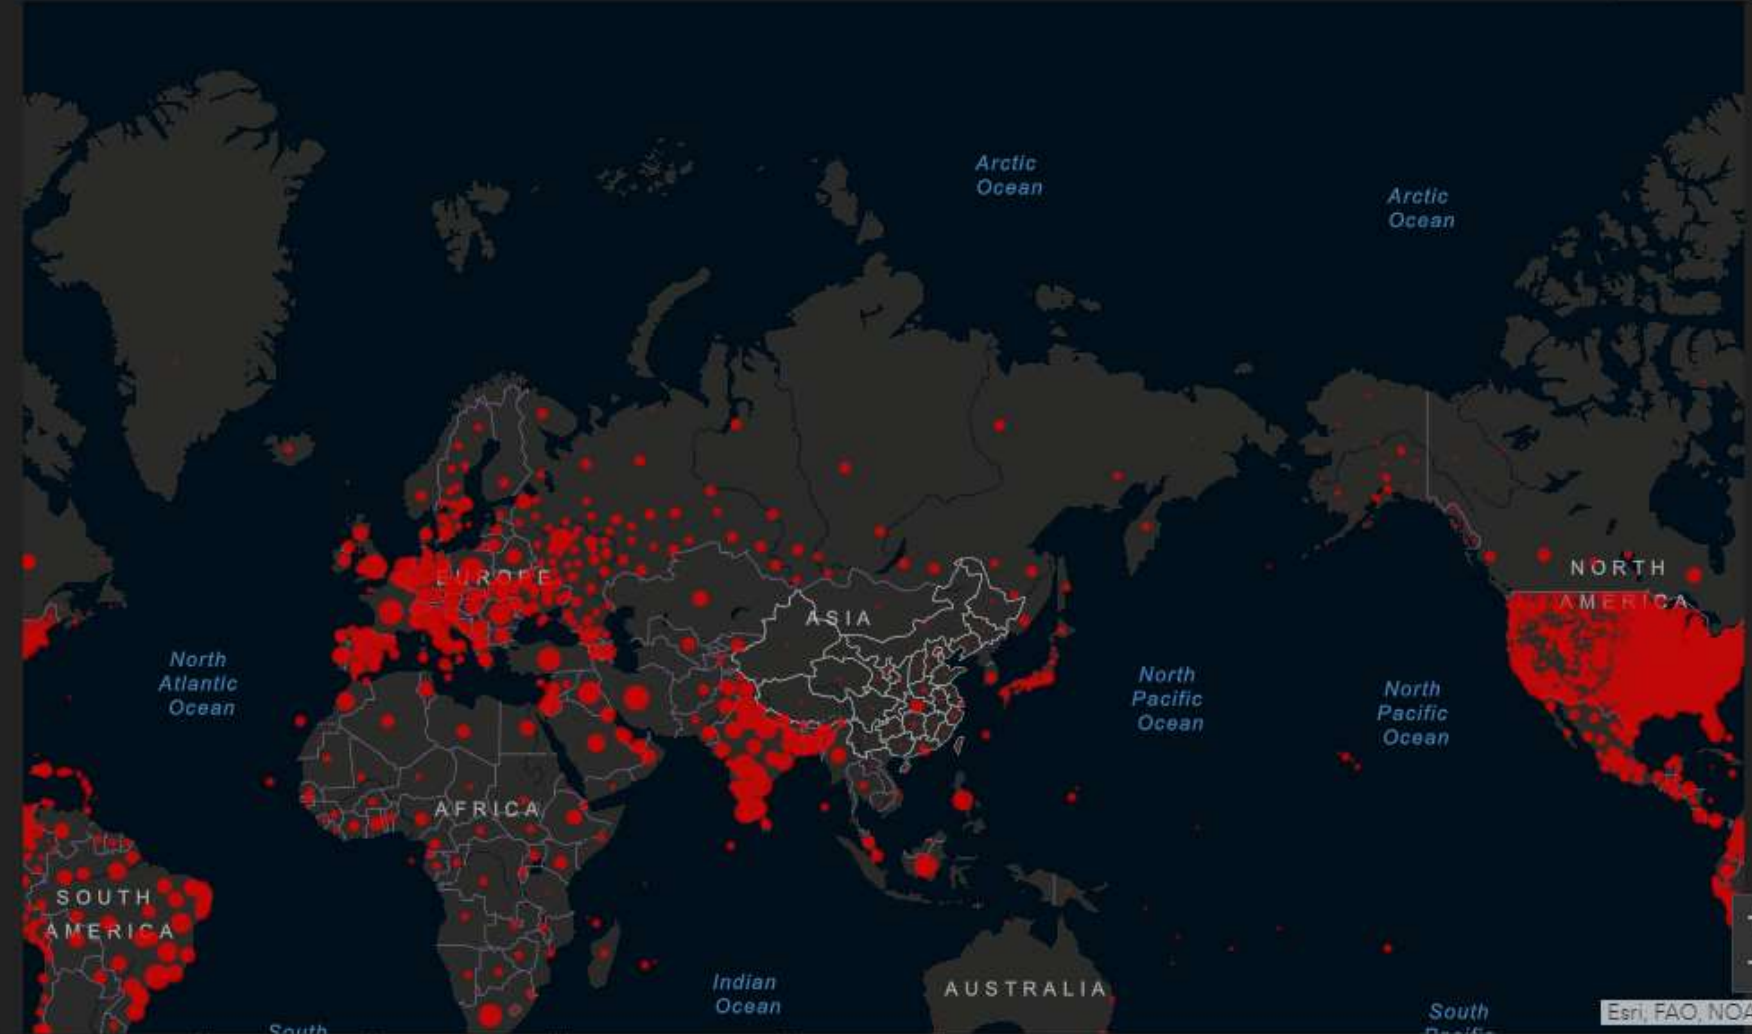 Arctic
Ocean
Arctic
Ocean
NORTH
AMERICA
EUROPE
ASIA
North
Atlantic
Ocean
North
Pacific
Ocean
North
Pacific
Ocean
AFRICA
SOUTH
AMERICA
Indian
Ocean
AUSTRALIA
South
South
Esri, FAO, NOA